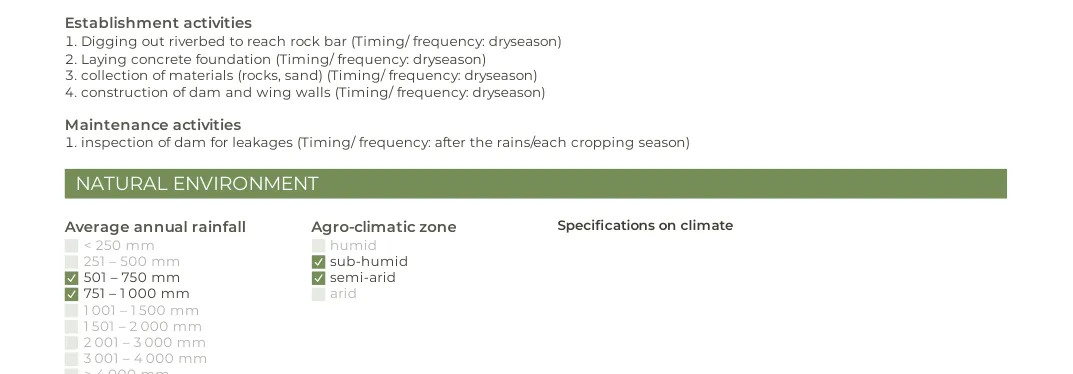 Establishment activities
1. Digging out riverbed to reach rock bar (Timing/ frequency: dryseason)
2. Laying concrete foundation (Timing/ frequency: dryseason)
3. collection of materials (rocks, sand) (Timing/ frequency: dryseason)
4. construction of dam and wing walls (Timing/ frequency: dryseason)
Maintenance activities
1. inspection of dam for leakages (Timing/ frequency: after the rains/each cropping season)
NATURAL ENVIRONMENT
Average annual rainfall
< 250 mm
251 – 500 mm
501 – 750 mm
751 – 1 000 mm
1 001 – 1 500 mm
1 501 – 2 000 mm
2 001 – 3 000 mm
3 001 – 4 000 mm
> 4 000 mm
Agro-climatic zone
humid
sub-humid
semi-arid
arid
Specifications on climate